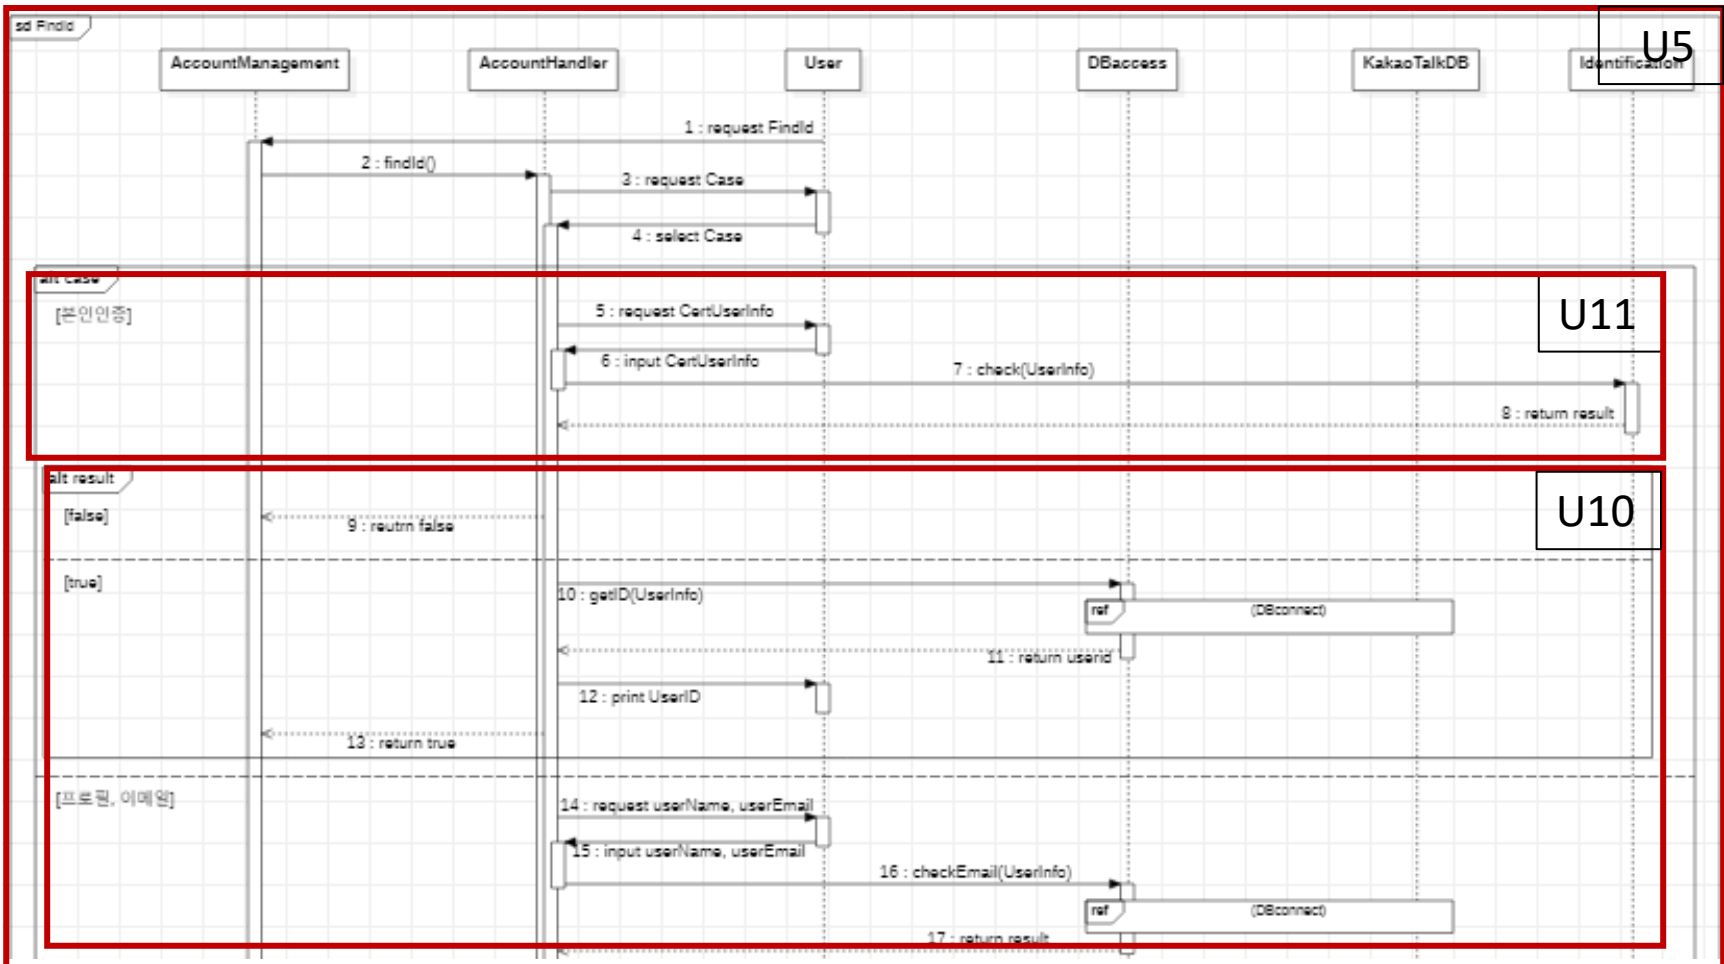 sd FindId
U5
AccountManagement
AccountHandler
User
DBaccess
KakaoTalkDB
Identification
1 : request FindId
2 : findId()
3 : request Case
4 : select Case
alt case
U11
[본인인증]
5 : request CertUserInfo
6 : input CertUserInfo
7 : check(UserInfo)
8 : return result
alt result
U10
[false]
9 : reutrn false
[true]
10 : getID(UserInfo)
ref
(DBconnect)
11 : return userid
12 : print UserID
13 : return true
[프로필, 이메일]
14 : request userName, userEmail
15 : input userName, userEmail
16 : checkEmail(UserInfo)
ref
(DBconnect)
17 : return result